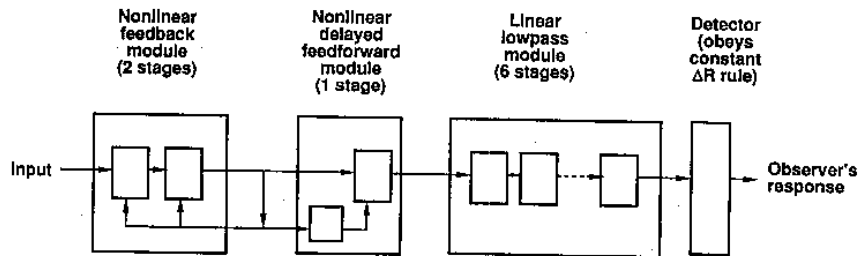 Nonlinear
feedback
module
(2 stages)
Nonlinear
delayed
feedforward
module
(1 stage)
Linear
lowpass
module
(6 stages)
Detector
(obeys
constant
ΔR rule)
Input
Observer's
response